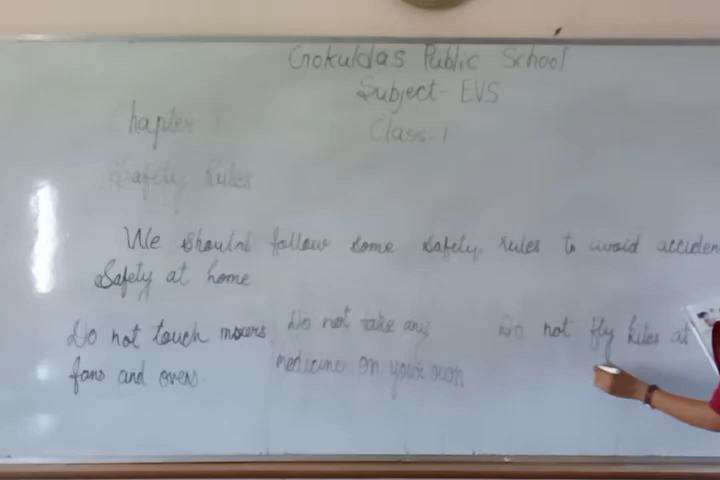 Gokuldas Public School
Subject- EVS
Class-1
Chapter
Safety Rules
We should follow some safety rules to avoid acciden
Safety at home
Do not touch mixers,
fans and ovens
Do not take any
medicine on your own
Do not fly kites at